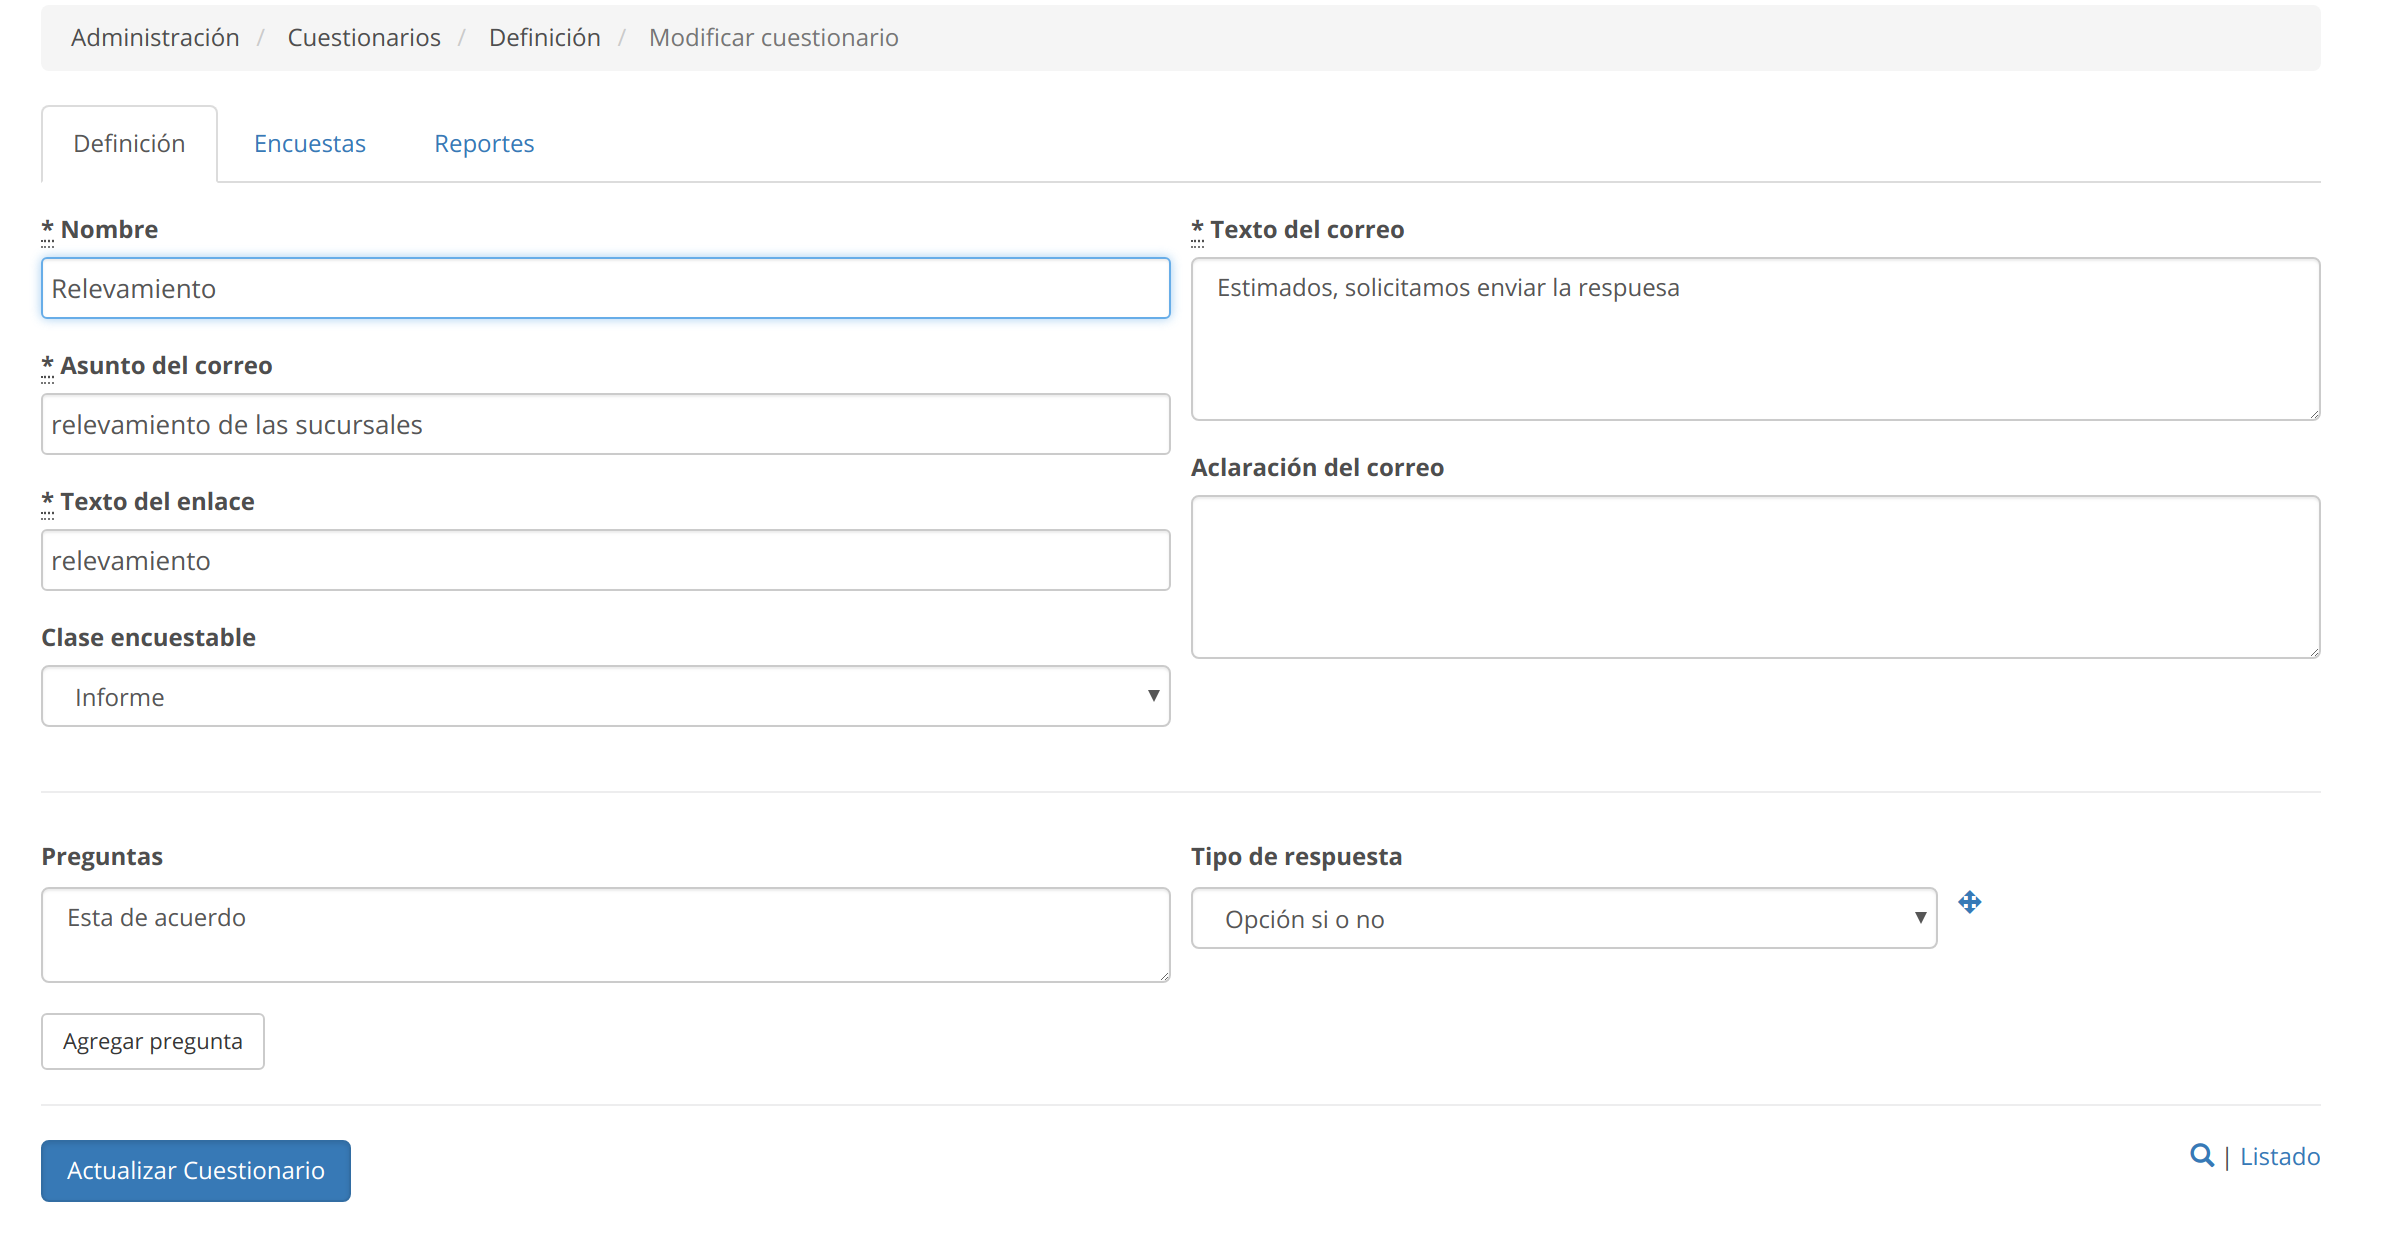 Administración / Cuestionarios / Definición / Modificar cuestionario
Definición Encuestas Reportes
* Nombre
Relevamiento
* Asunto del correo
relevamiento de las sucursales
* Texto del enlace
relevamiento
Clase encuestable
Informe
* Texto del correo
Estimados, solicitamos enviar la respuesa
Aclaración del correo
Preguntas
Esta de acuerdo
Tipo de respuesta
Opción si o no
Agregar pregunta
Actualizar Cuestionario
| Listado